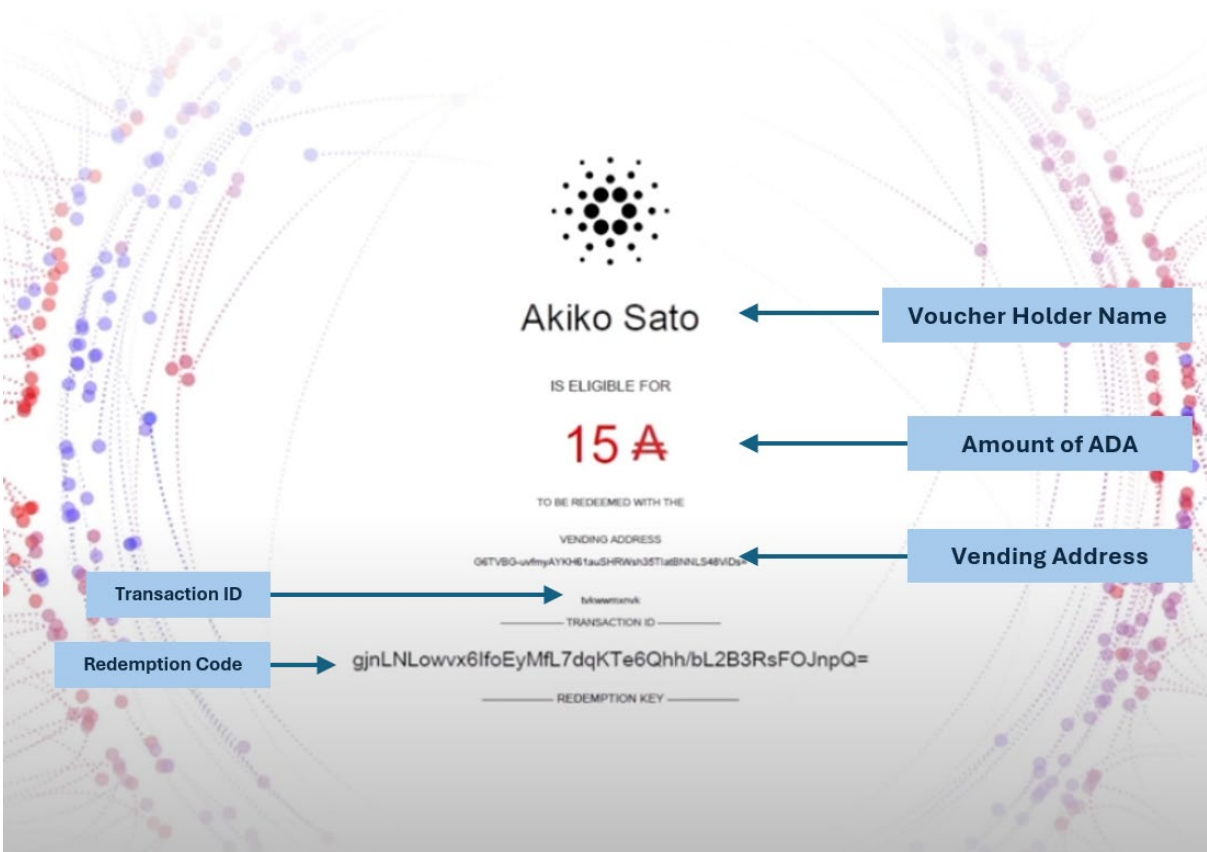 Akiko Sato
Voucher Holder Name
IS ELIGIBLE FOR
15 ₳
Amount of ADA
TO BE REDEEMED WITH THE
VENDING ADDRESS
Vending Address
Transaction ID
TRANSACTION ID
Redemption Code
gjnLNLowvx6IfoEyMfL7dqKTe6Qhh/bL2B3RsFOJnpQ=
REDEMPTION KEY